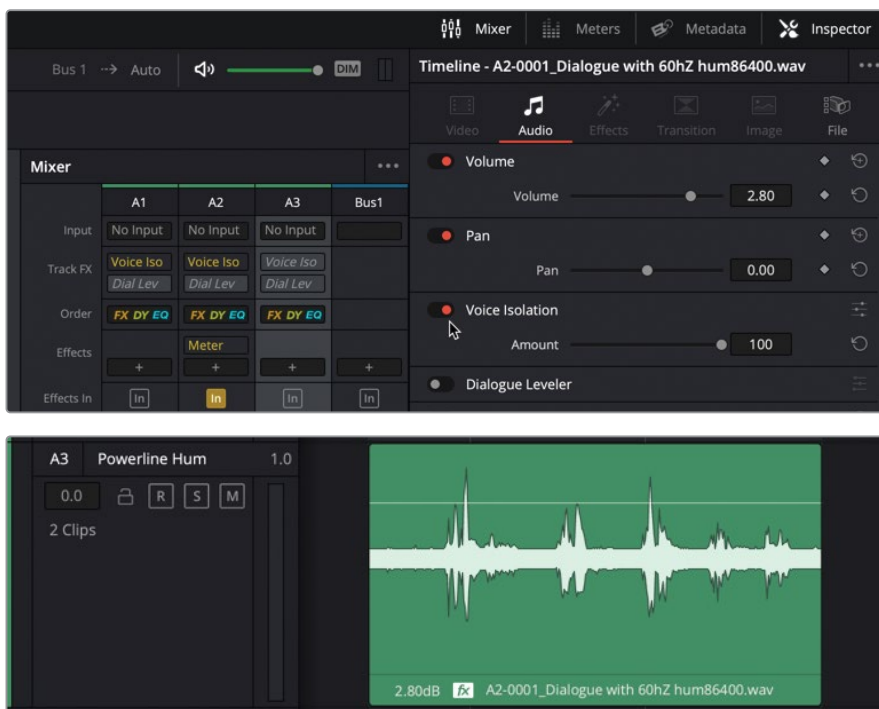 Mixer Meters Metadata Inspector
Bus 1 Auto DIM
Timeline - A2-0001_Dialogue with 60hZ hum86400.wav
Video Audio Effects Transition Image File
Mixer
A1 A2 A3 Bus1
Input No Input No Input No Input
Track FX Voice Iso Voice Iso Voice Iso
Dial Lev Dial Lev Dial Lev
Order FX DY EQ FX DY EQ FX DY EQ
Effects Meter
+ + + +
Effects In In In In In
Volume
Volume 2.80
Pan
Pan 0.00
Voice Isolation
Amount 100
Dialogue Leveler
A3 Powerline Hum 1.0
0.0 R S M
2 Clips
2.80dB fx A2-0001_Dialogue with 60hZ hum86400.wav